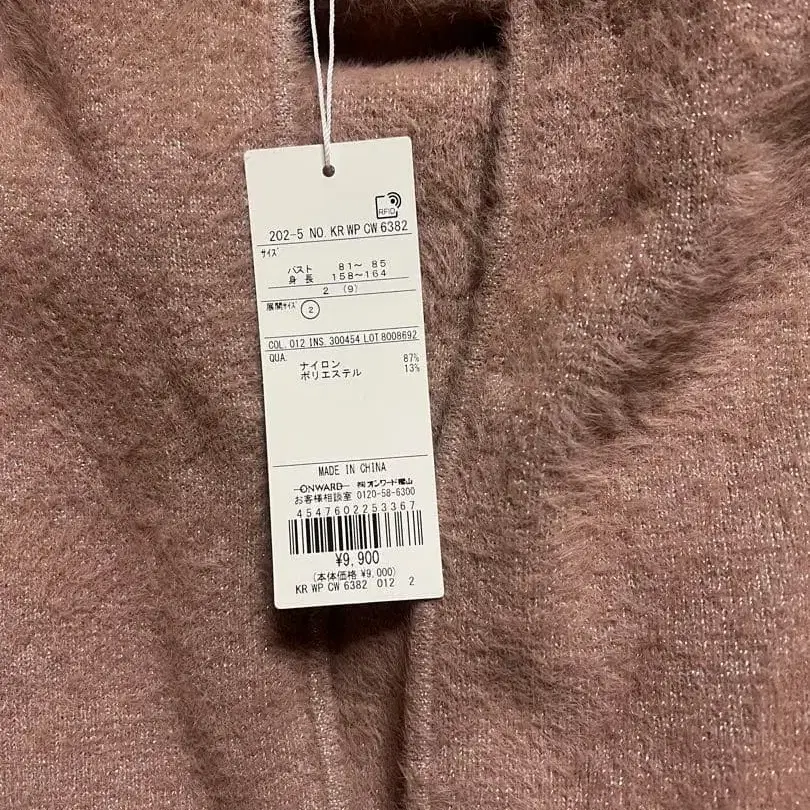 RFID
202-5 NO. KR WP CW 6382
サイズ
バスト 81～ 85
身長 158～164
2 (9)
展開サイズ 2
COL. 012 INS. 300454 LOT 8008692
QUA.
ナイロン 87%
ポリエステル 13%
MADE IN CHINA
ONWARD ㈱オンワード樫山
お客様相談室 0120-58-6300
4547602253367
¥9,900
(本体価格 ¥9,000)
KR WP CW 6382 012 2